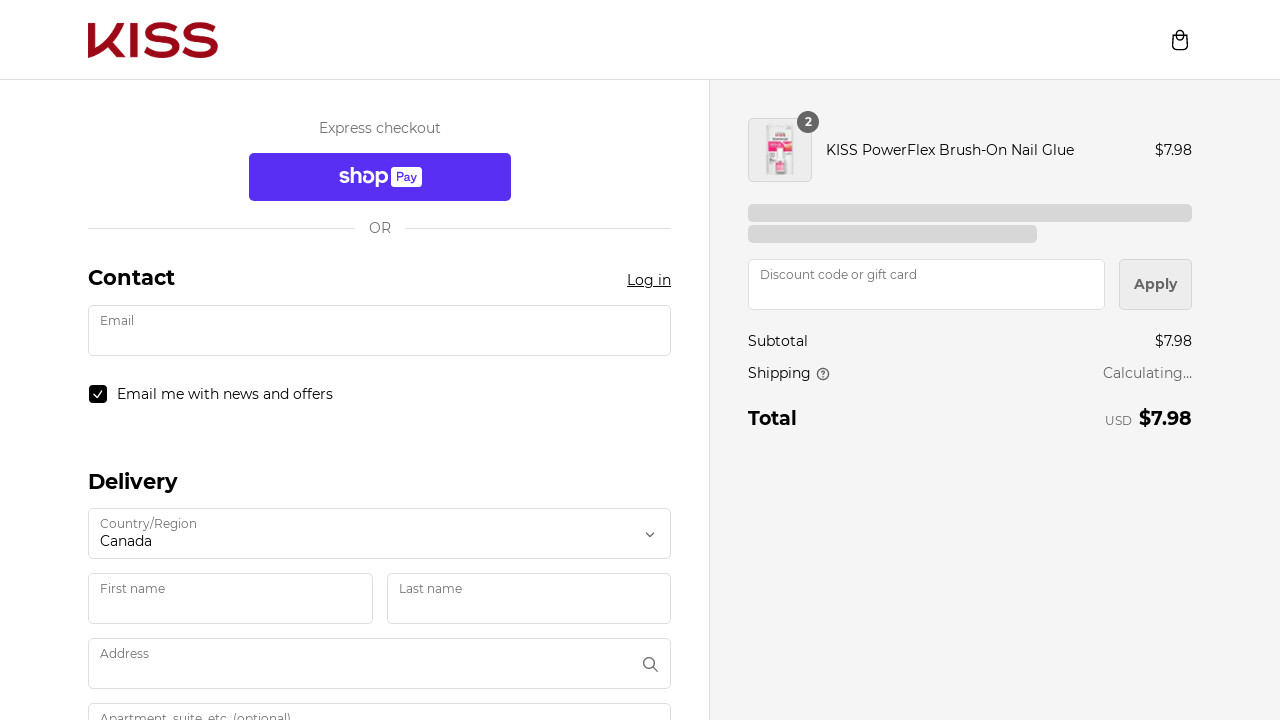 KISS
Express checkout
shop Pay
OR
Contact
Log in
Email
Email me with news and offers
Delivery
Country/Region
Canada
First name
Last name
Address
Apartment, suite, etc. (optional)
2
KISS PowerFlex Brush-On Nail Glue
$7.98
Discount code or gift card
Apply
Subtotal
$7.98
Shipping
Calculating...
Total
USD $7.98